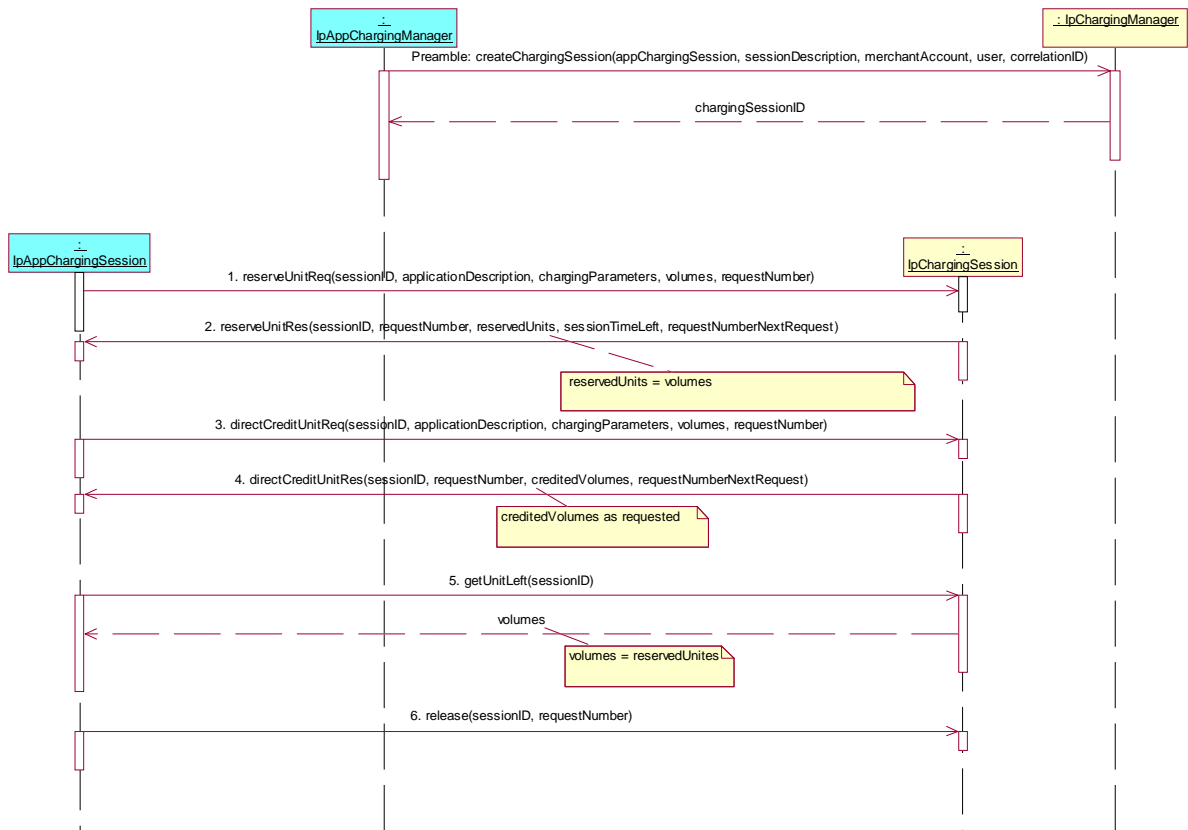 :
IpAppChargingManager
: IpChargingManager
Preamble: createChargingSession(appChargingSession, sessionDescription, merchantAccount, user, correlationID)
chargingSessionID
:
IpAppChargingSession
:
IpChargingSession
1. reserveUnitReq(sessionID, applicationDescription, chargingParameters, volumes, requestNumber)
2. reserveUnitRes(sessionID, requestNumber, reservedUnits, sessionTimeLeft, requestNumberNextRequest)
reservedUnits = volumes
3. directCreditUnitReq(sessionID, applicationDescription, chargingParameters, volumes, requestNumber)
4. directCreditUnitRes(sessionID, requestNumber, creditedVolumes, requestNumberNextRequest)
creditedVolumes as requested
5. getUnitLeft(sessionID)
volumes
volumes = reservedUnites
6. release(sessionID, requestNumber)